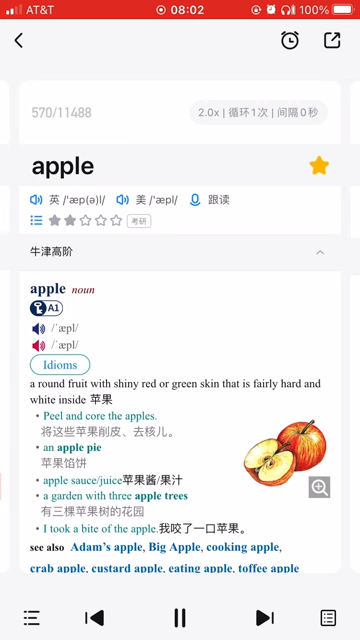 AT&T 08:02 100%
570/11488
2.0x | 循环1次 | 间隔0秒
apple
英 /'æp(ə)l/ 美 /'æpl/ 跟读
考研
牛津高阶
apple noun
A1
/ˈæpl/
/ˈæpl/
Idioms
a round fruit with shiny red or green skin that is fairly hard and
white inside 苹果
• Peel and core the apples.
将这些苹果削皮、去核儿。
• an apple pie
苹果馅饼
• apple sauce/juice苹果酱/果汁
• a garden with three apple trees
有三棵苹果树的花园
• I took a bite of the apple.我咬了一口苹果。
see also Adam's apple, Big Apple, cooking apple,
crab apple, custard apple, eating apple, toffee apple